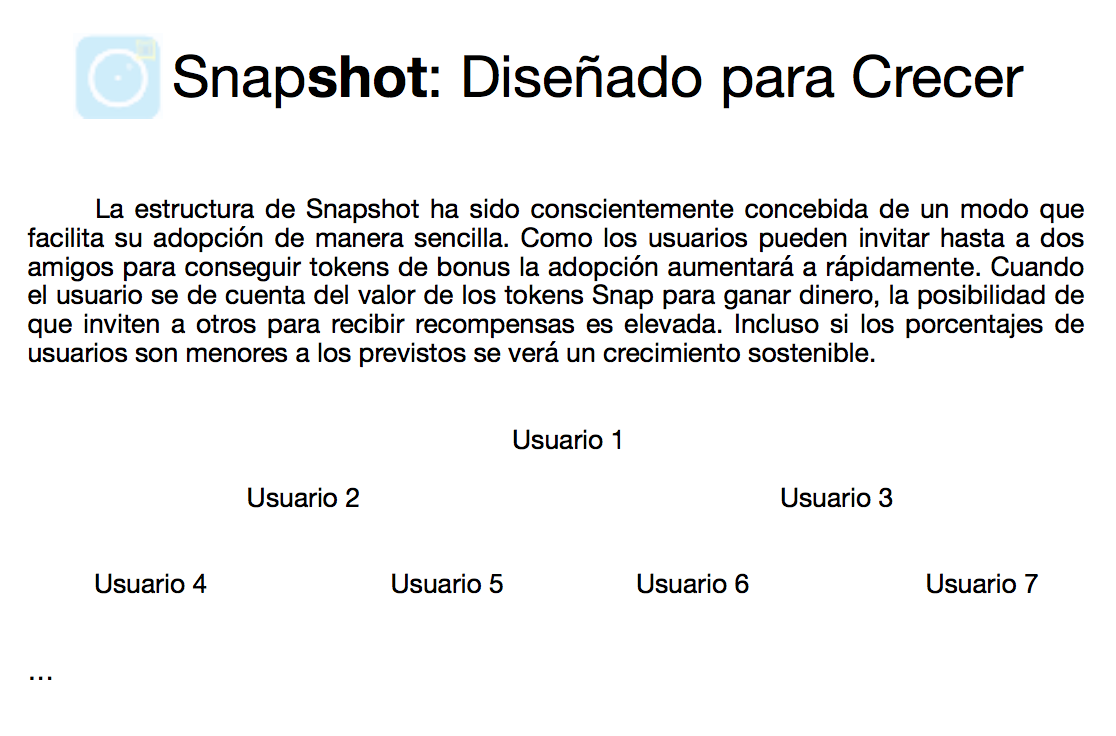 Snapshot: Diseñado para Crecer
La estructura de Snapshot ha sido conscientemente concebida de un modo que
facilita su adopción de manera sencilla. Como los usuarios pueden invitar hasta a dos
amigos para conseguir tokens de bonus la adopción aumentará a rápidamente. Cuando
el usuario se de cuenta del valor de los tokens Snap para ganar dinero, la posibilidad de
que inviten a otros para recibir recompensas es elevada. Incluso si los porcentajes de
usuarios son menores a los previstos se verá un crecimiento sostenible.
Usuario 1
Usuario 2 Usuario 3
Usuario 4 Usuario 5 Usuario 6 Usuario 7
...